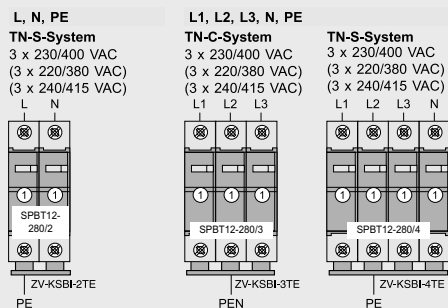 L, N, PE
TN-S-System
3 x 230/400 VAC
(3 x 220/380 VAC)
(3 x 240/415 VAC)
L N
1 1
SPBT12-
280/2
ZV-KSBI-2TE
PE
L1, L2, L3, N, PE
TN-C-System
3 x 230/400 VAC
(3 x 220/380 VAC)
(3 x 240/415 VAC)
L1 L2 L3
1 1 1
SPBT12-280/3
ZV-KSBI-3TE
PEN
TN-S-System
3 x 230/400 VAC
(3 x 220/380 VAC)
(3 x 240/415 VAC)
L1 L2 L3 N
1 1 1 1
SPBT12-280/4
ZV-KSBI-4TE
PE